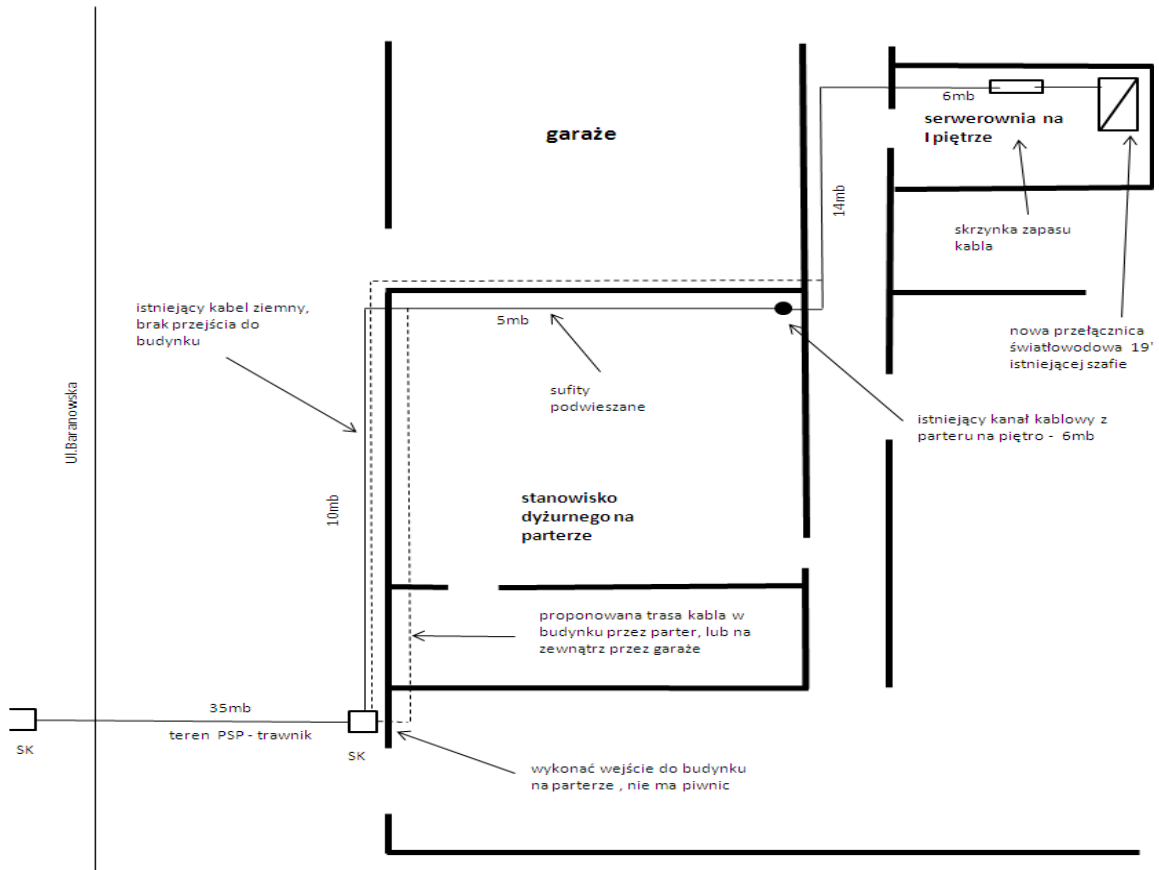 garaże
6mb
serwerownia na
I piętrze
14mb
skrzynka zapasu
kabla
istniejący kabel ziemny,
brak przejścia do
budynku
5mb
nowa przełącznica
światłowodowa 19'
istniejącej szafie
sufity
podwieszane
istniejący kanał kablowy z
parteru na piętro - 6mb
Ul.Baranowska
10mb
stanowisko
dyżurnego na
parterze
proponowana trasa kabla w
budynku przez parter, lub na
zewnątrz przez garaże
35mb
teren PSP - trawnik
SK
SK
wykonać wejście do budynku
na parterze , nie ma piwnic